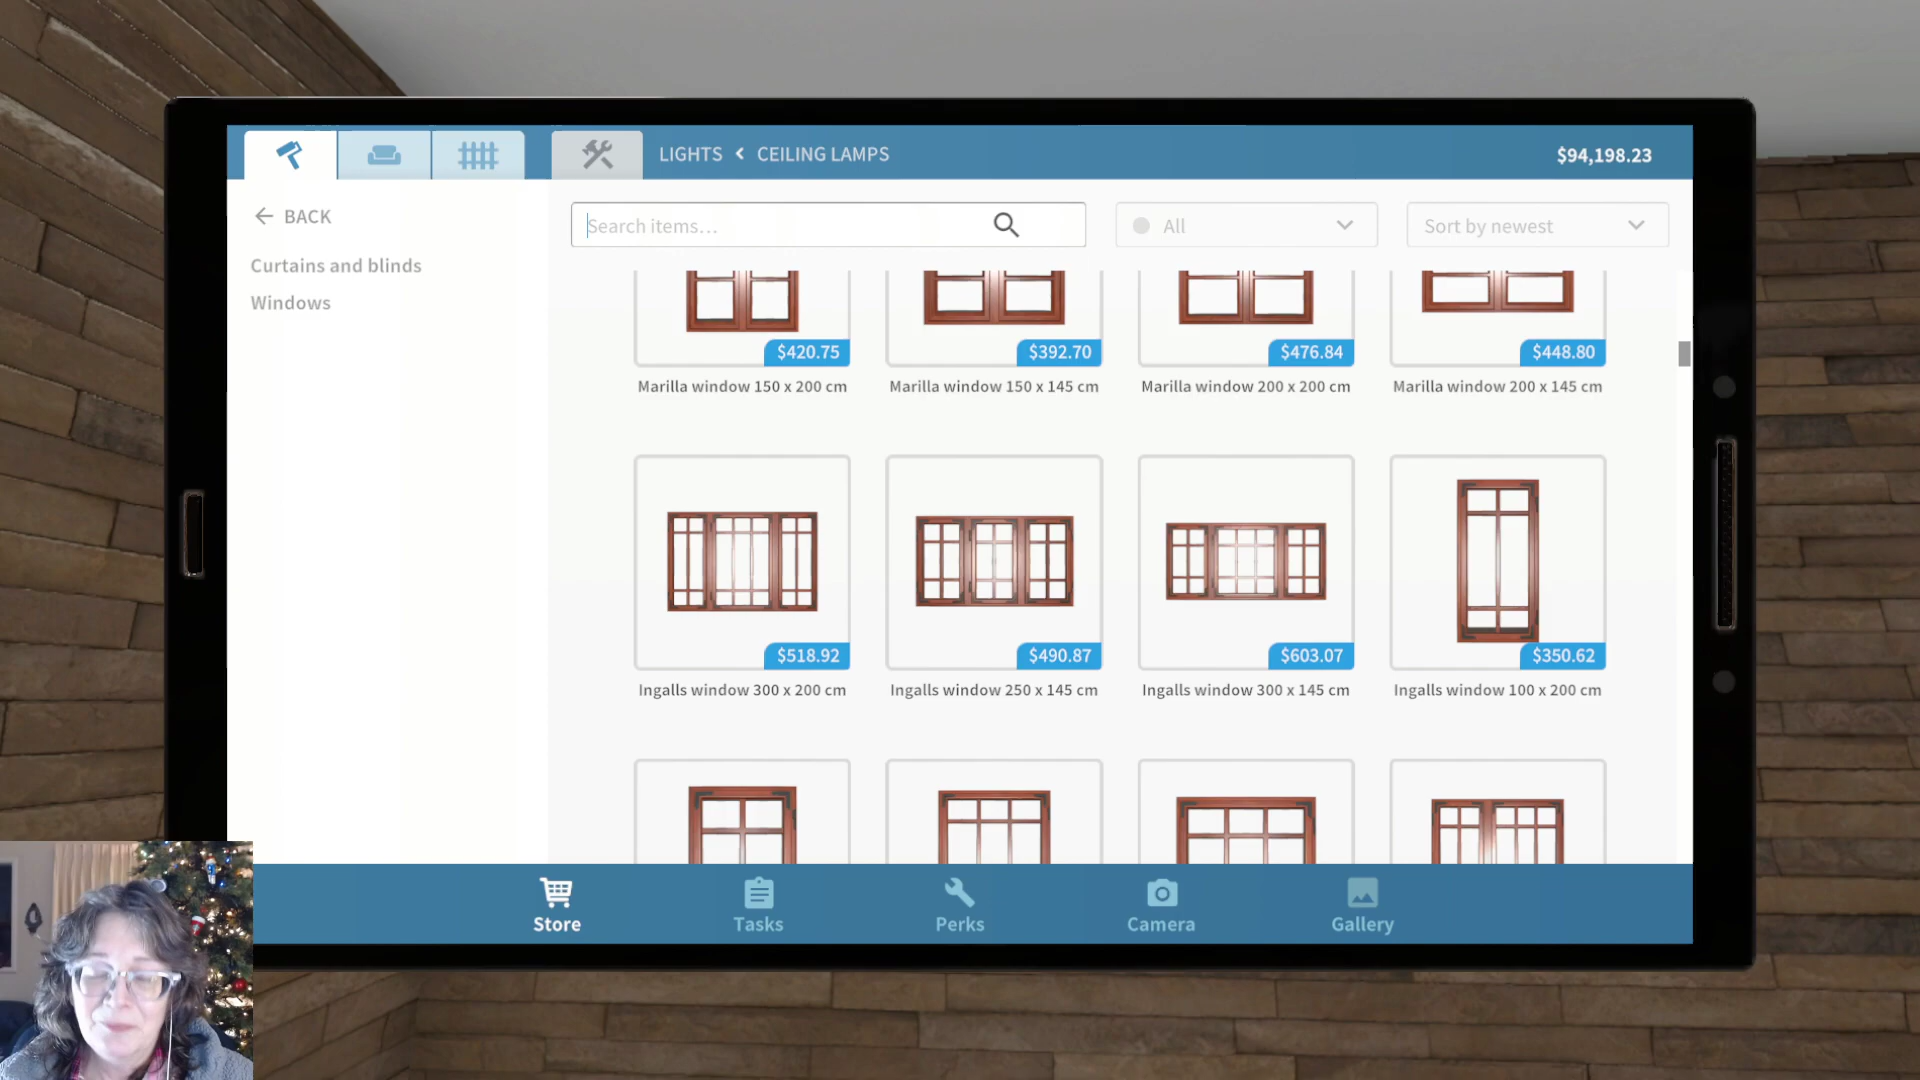 LIGHTS < CEILING LAMPS
$94,198.23
BACK
Curtains and blinds
Windows
Search items...
All
Sort by newest
$420.75
$392.70
$476.84
$448.80
Marilla window 150 x 200 cm
Marilla window 150 x 145 cm
Marilla window 200 x 200 cm
Marilla window 200 x 145 cm
$518.92
$490.87
$603.07
$350.62
Ingalls window 300 x 200 cm
Ingalls window 250 x 145 cm
Ingalls window 300 x 145 cm
Ingalls window 100 x 200 cm
Store
Tasks
Perks
Camera
Gallery